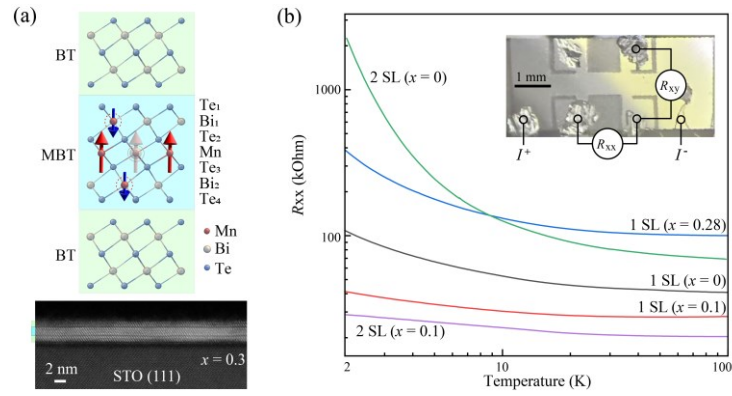 (a)
BT
MBT
BT
Te₁
Bi₁
Te₂
Mn
Te₃
Bi₂
Te₄
Mn
Bi
Te
2 nm
STO (111)
x = 0.3
(b)
Rxx (kOhm)
1000
100
2 SL (x = 0)
1 SL (x = 0.28)
1 SL (x = 0)
1 SL (x = 0.1)
2 SL (x = 0.1)
1 mm
Rxy
Rxx
I⁺
I⁻
2
10
100
Temperature (K)